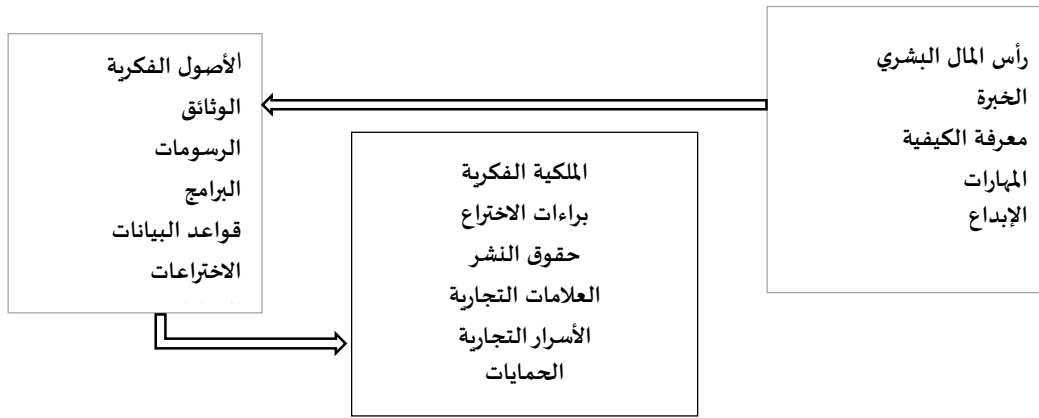 رأس المال البشري
الخبرة
معرفة الكيفية
المهارات
الإبداع
الأصول الفكرية
الوثائق
الرسومات
البرامج
قواعد البيانات
الاختراعات
الملكية الفكرية
براءات الاختراع
حقوق النشر
العلامات التجارية
الأسرار التجارية
الحمايات